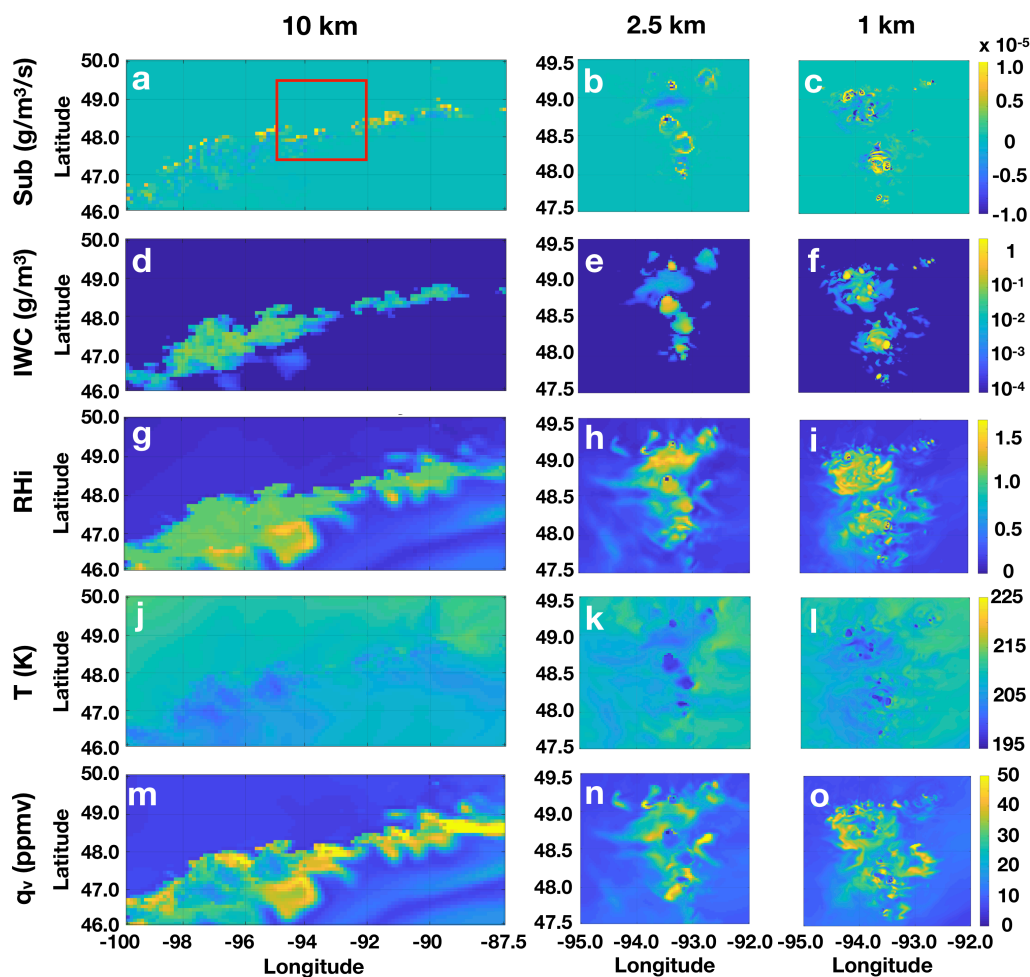 10 km 2.5 km 1 km
x 10⁻⁵
Sub (g/m³/s)
Latitude
50.0
49.0
48.0
47.0
46.0
a
49.5
49.0
48.5
48.0
47.5
b
c
1.0
0.5
0
-0.5
-1.0
IWC (g/m³)
Latitude
50.0
49.0
48.0
47.0
46.0
d
49.5
49.0
48.5
48.0
47.5
e
f
1
10⁻¹
10⁻²
10⁻³
10⁻⁴
RHi
Latitude
50.0
49.0
48.0
47.0
46.0
g
49.5
49.0
48.5
48.0
47.5
h
i
1.5
1.0
0.5
0
T (K)
Latitude
50.0
49.0
48.0
47.0
46.0
j
49.5
49.0
48.5
48.0
47.5
k
l
225
215
205
195
qᵥ (ppmv)
Latitude
50.0
49.0
48.0
47.0
46.0
m
49.5
49.0
48.5
48.0
47.5
n
o
50
40
30
20
10
0
-100 -98 -96 -94 -92 -90 -87.5
-95.0 -94.0 -93.0 -92.0
-95.0 -94.0 -93.0 -92.0
Longitude Longitude Longitude